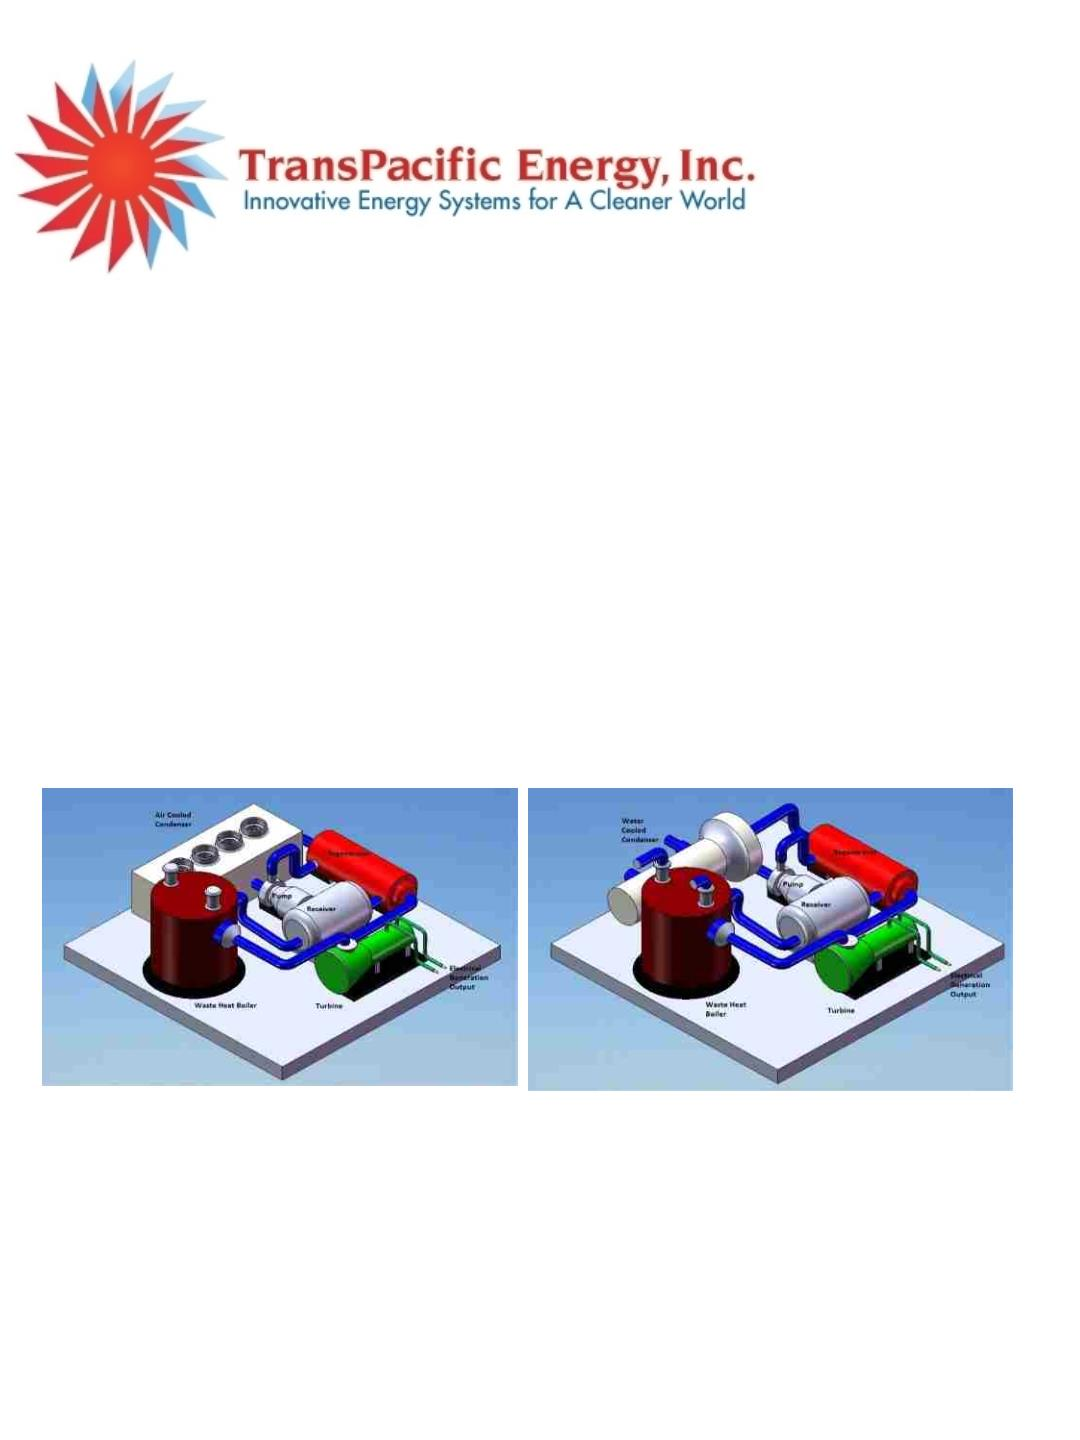 TransPacific Energy, Inc.
Innovative Energy Systems for A Cleaner World
Air Cooled
Condenser
Pump
Receiver
Electrical
Generation
Output
Waste Heat Boiler
Turbine
Water
Cooled
Condenser
Pump
Receiver
Electrical
Generation
Output
Waste Heat
Boiler
Turbine